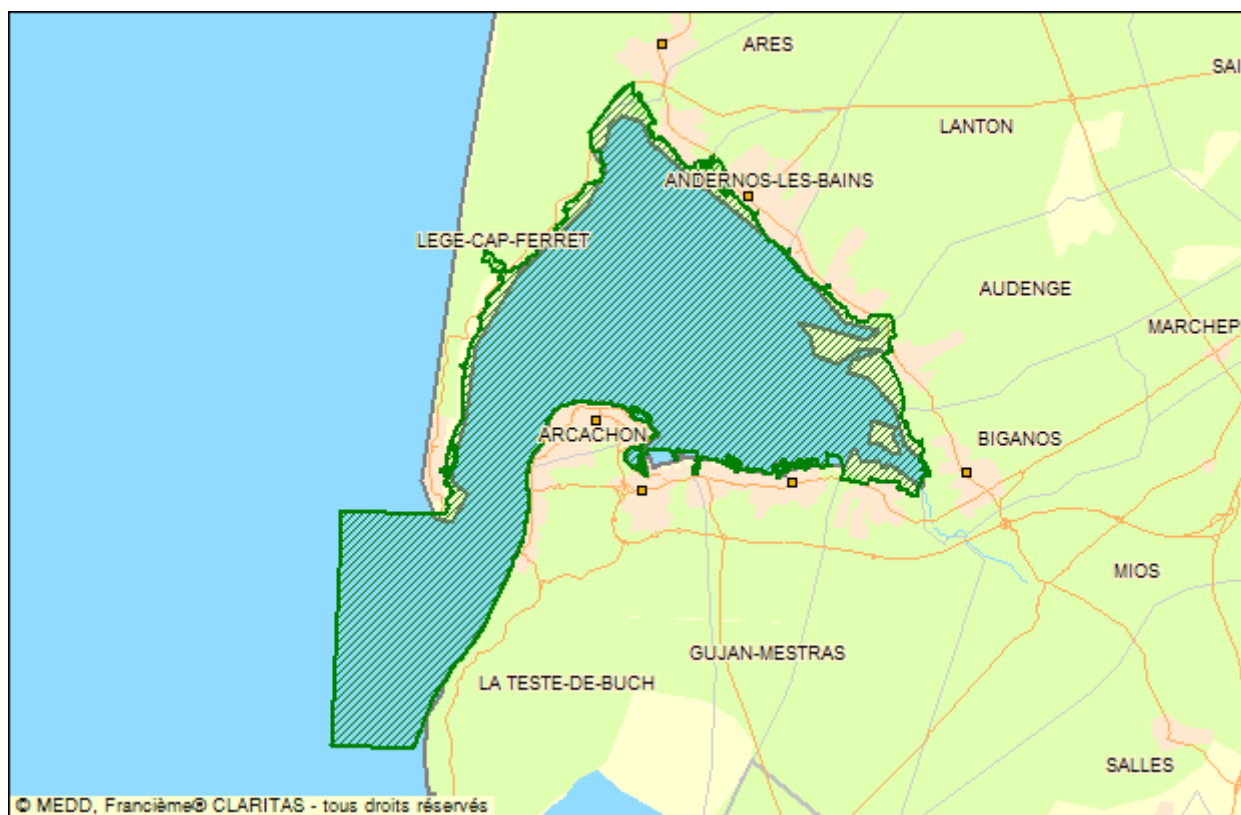 ARES
SAI
LANTON
ANDERNOS-LES-BAINS
LEGE-CAP-FERRET
AUDENGE
MARCHEP
ARCACHON
BIGANOS
MIOS
GUJAN-MESTRAS
LA TESTE-DE-BUCH
SALLES
© MEDD, Francième® CLARITAS - tous droits réservés